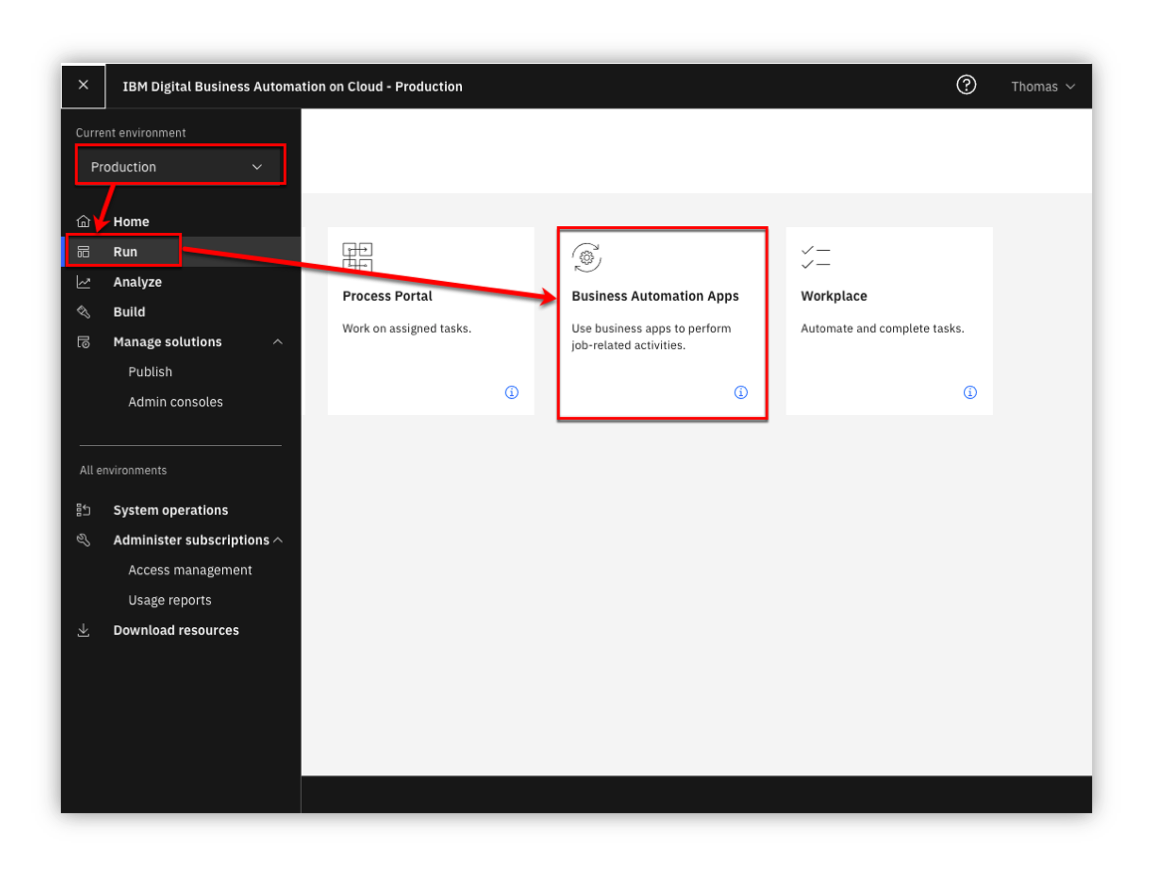 IBM Digital Business Automation on Cloud - Production
Thomas
Current environment
Production
Home
Run
Analyze
Build
Manage solutions
Publish
Admin consoles
All environments
System operations
Administer subscriptions
Access management
Usage reports
Download resources
Process Portal
Work on assigned tasks.
Business Automation Apps
Use business apps to perform
job-related activities.
Workplace
Automate and complete tasks.